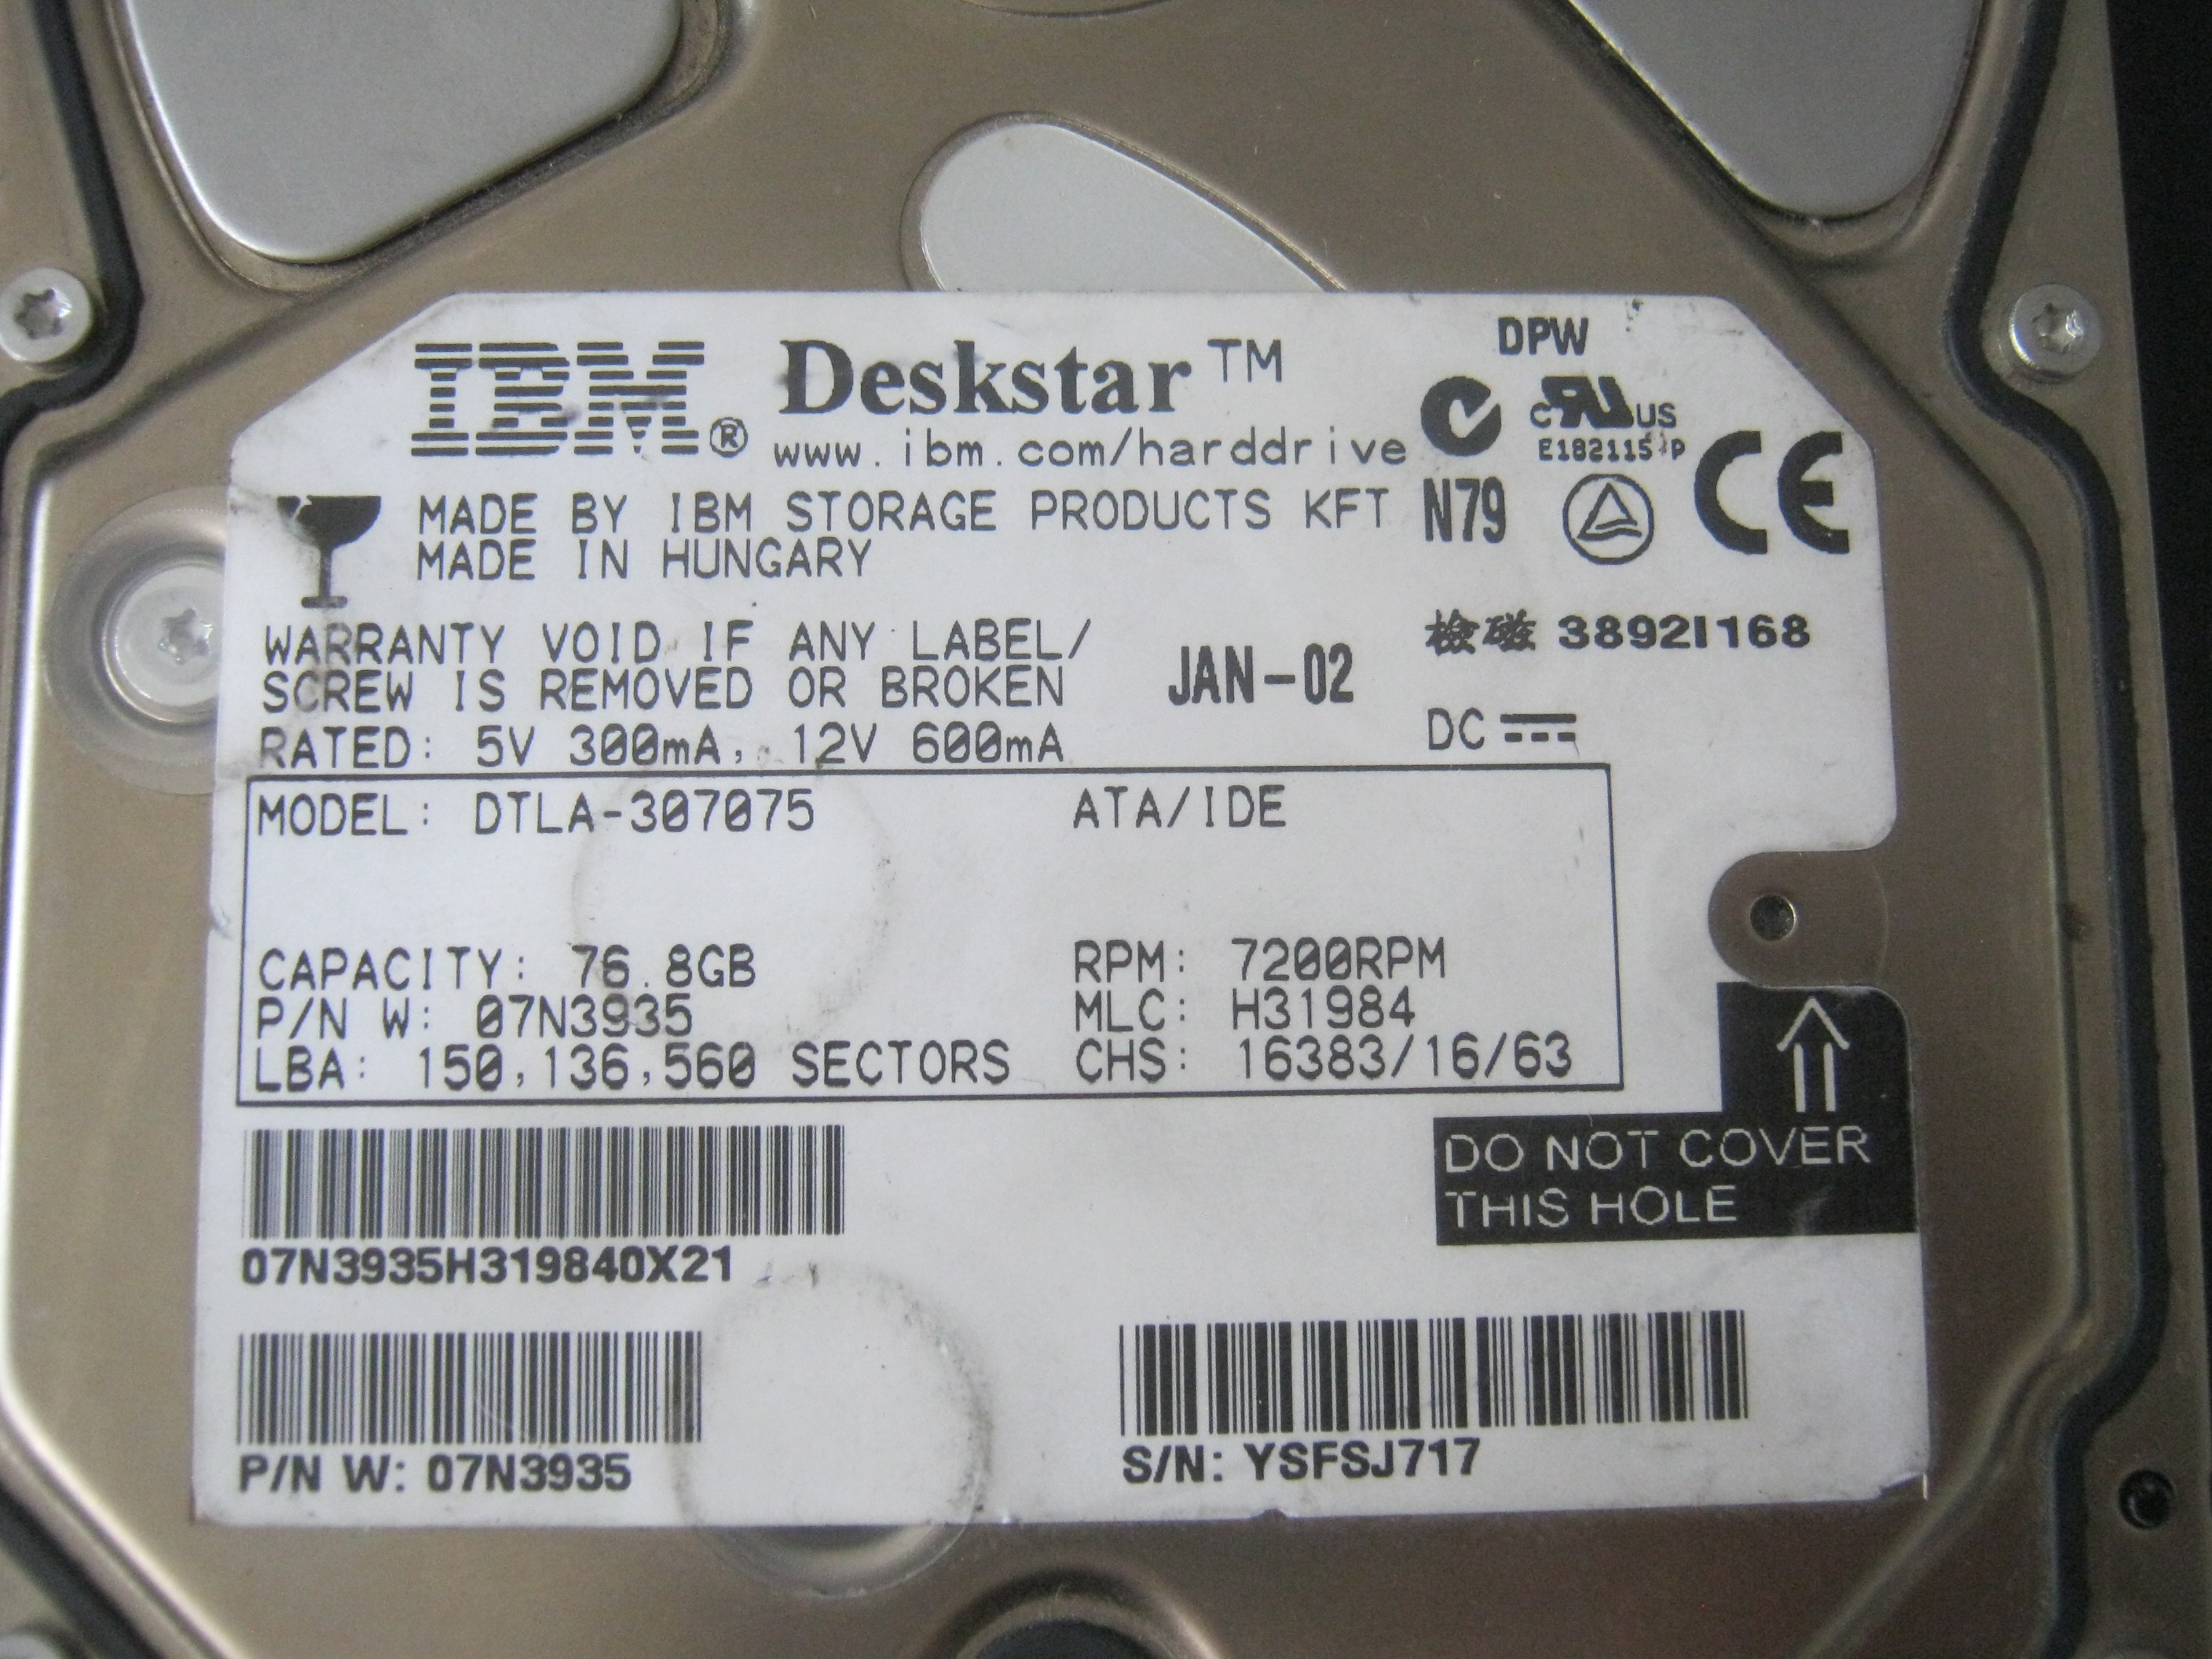 IBM® Deskstar™
www.ibm.com/harddrive
DPW
c RU US
E182115 P
N79
CE
MADE BY IBM STORAGE PRODUCTS KFT
MADE IN HUNGARY
WARRANTY VOID IF ANY LABEL/
SCREW IS REMOVED OR BROKEN
JAN-02
檢磁 3892I168
RATED: 5V 300mA, 12V 600mA
DC
MODEL: DTLA-307075 ATA/IDE
CAPACITY: 76.8GB RPM: 7200RPM
P/N W: 07N3935 MLC: H31984
LBA: 150,136,560 SECTORS CHS: 16383/16/63
DO NOT COVER
THIS HOLE
07N3935H319840X21
P/N W: 07N3935
S/N: YSFSJ717